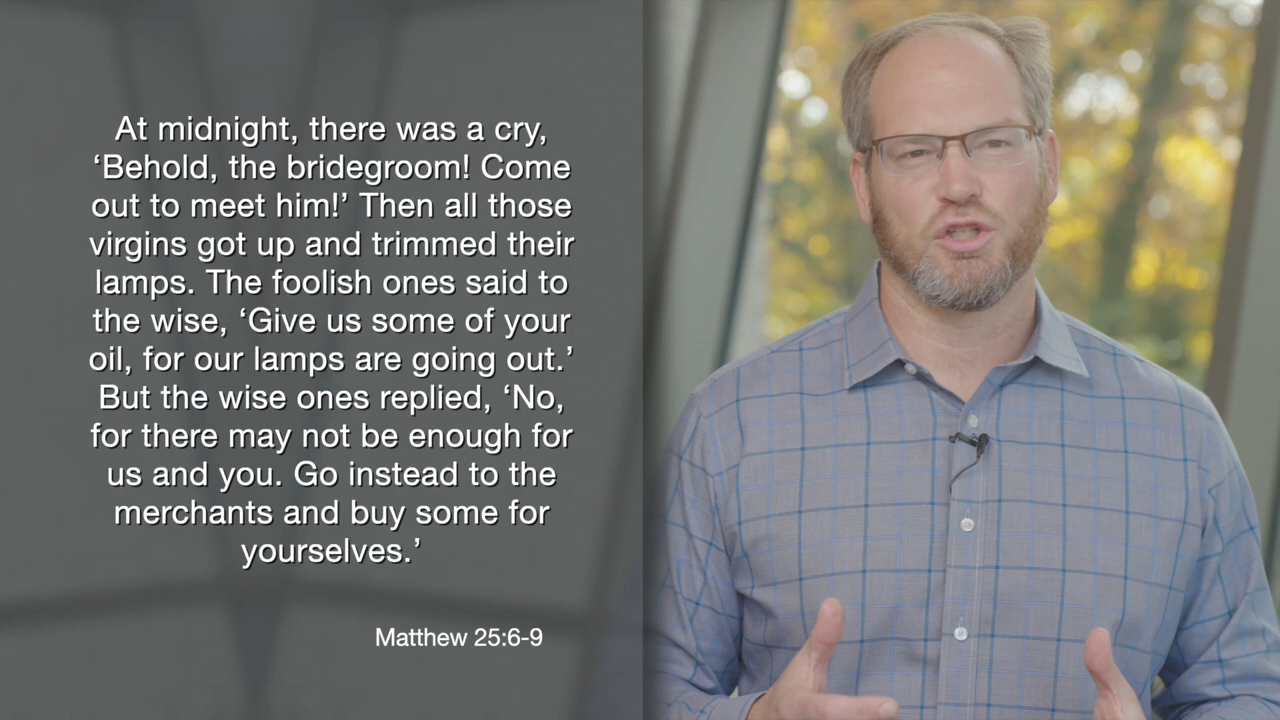 At midnight, there was a cry,
‘Behold, the bridegroom! Come
out to meet him!’ Then all those
virgins got up and trimmed their
lamps. The foolish ones said to
the wise, ‘Give us some of your
oil, for our lamps are going out.’
But the wise ones replied, ‘No,
for there may not be enough for
us and you. Go instead to the
merchants and buy some for
yourselves.’
Matthew 25:6-9